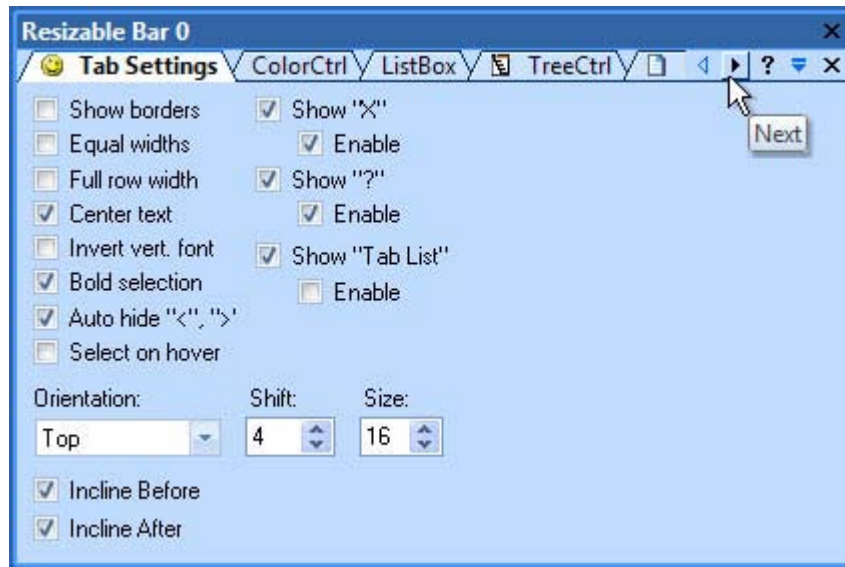 Resizable Bar 0
Tab Settings ColorCtrl ListBox TreeCtrl ?
Next
Show borders
Equal widths
Full row width
Center text
Invert vert. font
Bold selection
Auto hide "<", ">'
Select on hover
Show "X"
Enable
Show "?"
Enable
Show "Tab List"
Enable
Orientation: Shift: Size:
Top 4 16
Incline Before
Incline After